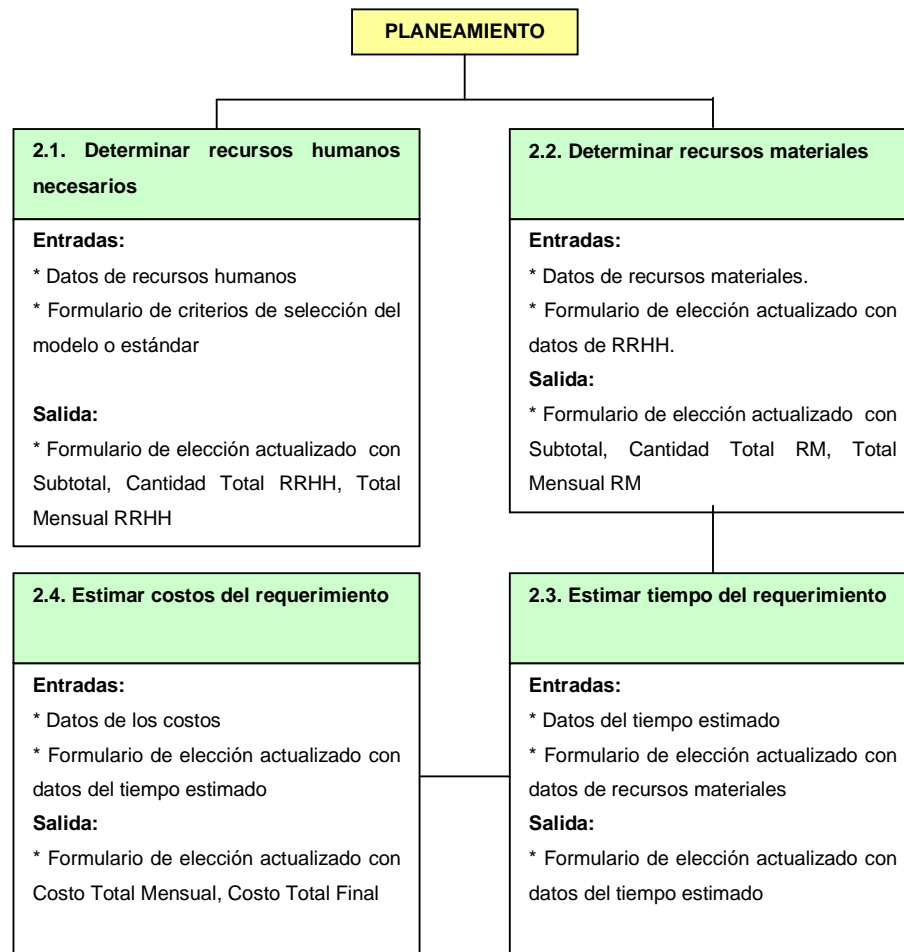 PLANEAMIENTO
2.1. Determinar recursos humanos
necesarios
Entradas:
* Datos de recursos humanos
* Formulario de criterios de selección del
modelo o estándar
Salida:
* Formulario de elección actualizado con
Subtotal, Cantidad Total RRHH, Total
Mensual RRHH
2.2. Determinar recursos materiales
Entradas:
* Datos de recursos materiales.
* Formulario de elección actualizado con
datos de RRHH.
Salida:
* Formulario de elección actualizado con
Subtotal, Cantidad Total RM, Total
Mensual RM
2.4. Estimar costos del requerimiento
Entradas:
* Datos de los costos
* Formulario de elección actualizado con
datos del tiempo estimado
Salida:
* Formulario de elección actualizado con
Costo Total Mensual, Costo Total Final
2.3. Estimar tiempo del requerimiento
Entradas:
* Datos del tiempo estimado
* Formulario de elección actualizado con
datos de recursos materiales
Salida:
* Formulario de elección actualizado con
datos del tiempo estimado